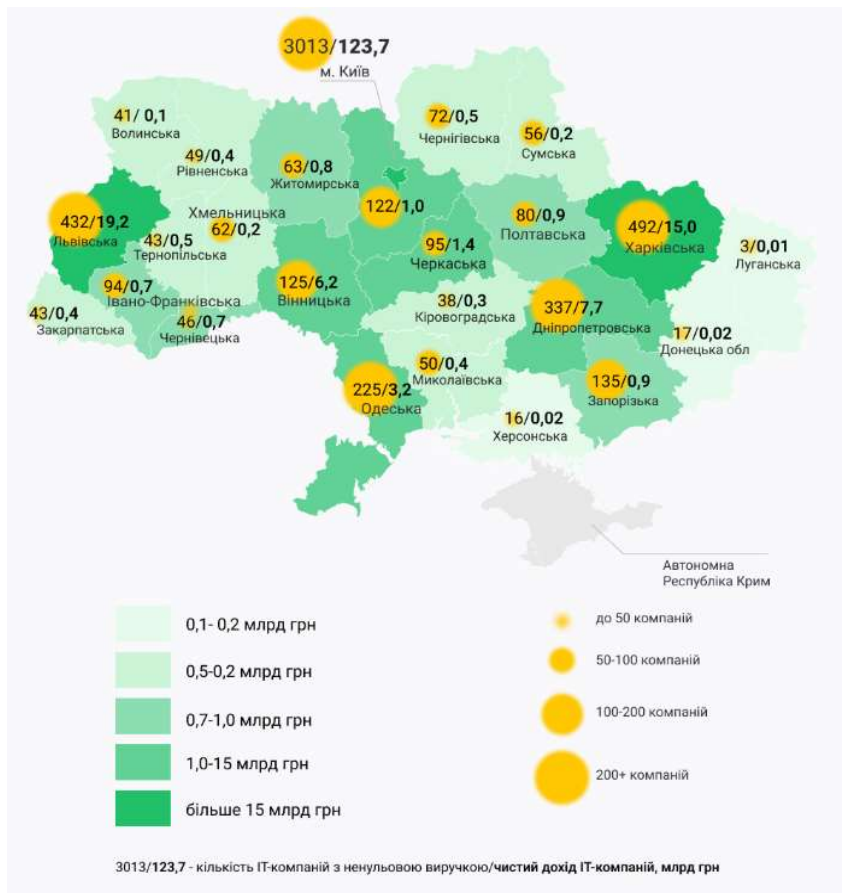 3013/123,7
м. Київ
41/ 0,1
Волинська
49/0,4
Рівненська
63/0,8
Житомирська
72/0,5
Чернігівська
56/0,2
Сумська
432/19,2
Львівська
Хмельницька
62/0,2
43/0,5
Тернопільська
122/1,0
95/1,4
Черкаська
80/0,9
Полтавська
492/15,0
Харківська
3/0,01
Луганська
94/0,7
Івано-Франківська
125/6,2
Вінницька
43/0,4
Закарпатська
46/0,7
Чернівецька
38/0,3
Кіровоградська
337/7,7
Дніпропетровська
17/0,02
Донецька обл
50/0,4
Миколаївська
225/3,2
Одеська
135/0,9
Запорізька
16/0,02
Херсонська
Автономна
Республіка Крим
0,1- 0,2 млрд грн
0,5-0,2 млрд грн
0,7-1,0 млрд грн
1,0-15 млрд грн
більше 15 млрд грн
до 50 компаній
50-100 компаній
100-200 компаній
200+ компаній
3013/123,7 - кількість ІТ-компаній з ненульовою виручкою/чистий дохід ІТ-компаній, млрд грн